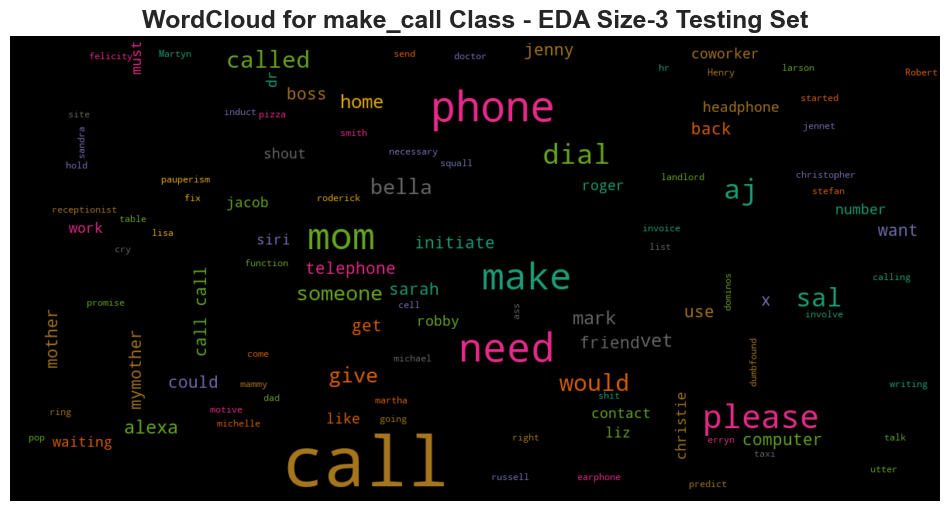 WordCloud for make_call Class - EDA Size-3 Testing Set
felicity must Martyn called send doctor jenny coworker
dr hr Henry larson Robert
boss home phone headphone started
site induct pizza back jennet
sandra smith dial
hold shout necessary squall
pauperism bella roger landlord aj christopher
fix roderick stefan
receptionist jacob number
table work lisa siri initiate invoice want
cry mom list
function telephone make calling
call call someone sarah dominos x sal
promise cell ass use involve
mother robby mark
mymother get need friend vet
come michael dumbfound
could mammy give would writing
dad martha shit
ring motive like going contact christie please
michelle
pop waiting alexa right liz erryn computer talk
taxi
call utter
russell earphone predict